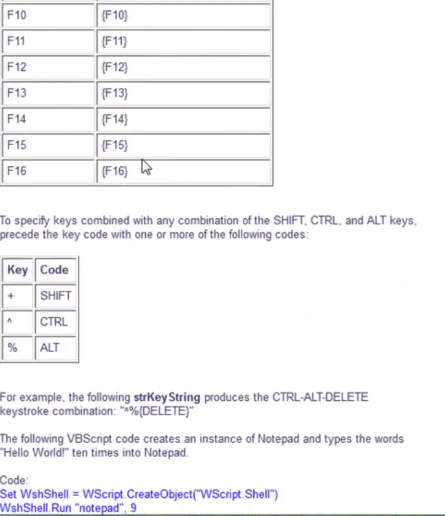 F10 {F10}
F11 {F11}
F12 {F12}
F13 {F13}
F14 {F14}
F15 {F15}
F16 {F16}
To specify keys combined with any combination of the SHIFT, CTRL, and ALT keys,
precede the key code with one or more of the following codes:
Key Code
+ SHIFT
^ CTRL
% ALT
For example, the following strKeyString produces the CTRL-ALT-DELETE
keystroke combination: "^%{DELETE}"
The following VBScript code creates an instance of Notepad and types the words
"Hello World!" ten times into Notepad.
Code:
Set WshShell = WScript.CreateObject("WScript.Shell")
WshShell.Run "notepad", 9